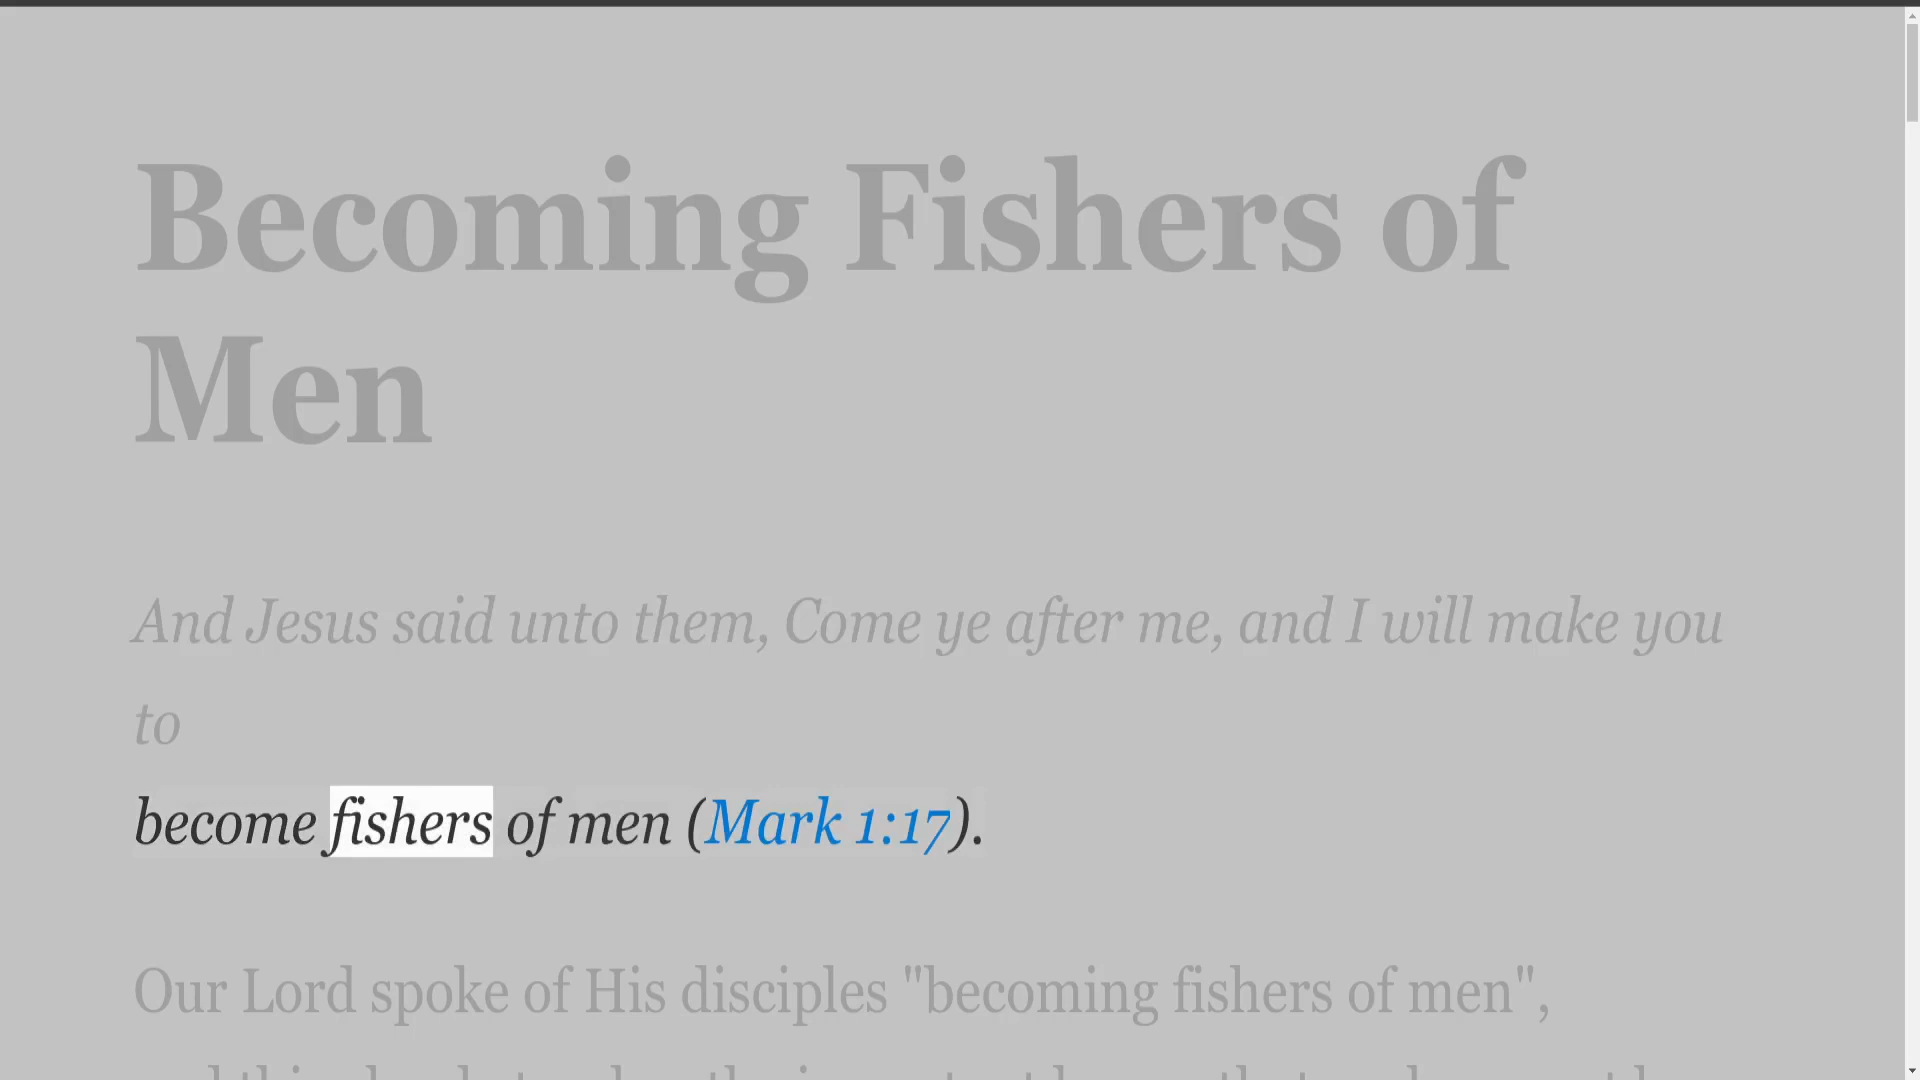 Becoming Fishers of
Men
And Jesus said unto them, Come ye after me, and I will make you
to
become fishers of men (Mark 1:17).
Our Lord spoke of His disciples "becoming fishers of men",